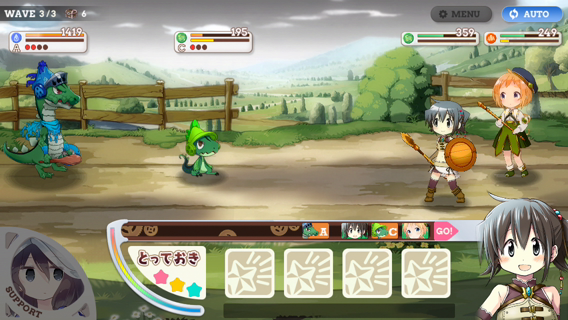 WAVE 3/3 6
MENU
AUTO
1419
A
195
C
359
249
A
C
GO!
とっておき
SUPPORT